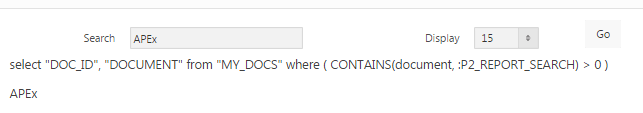 Search APEx Display 15 Go
select "DOC_ID", "DOCUMENT" from "MY_DOCS" where ( CONTAINS(document, :P2_REPORT_SEARCH) > 0 )
APEx